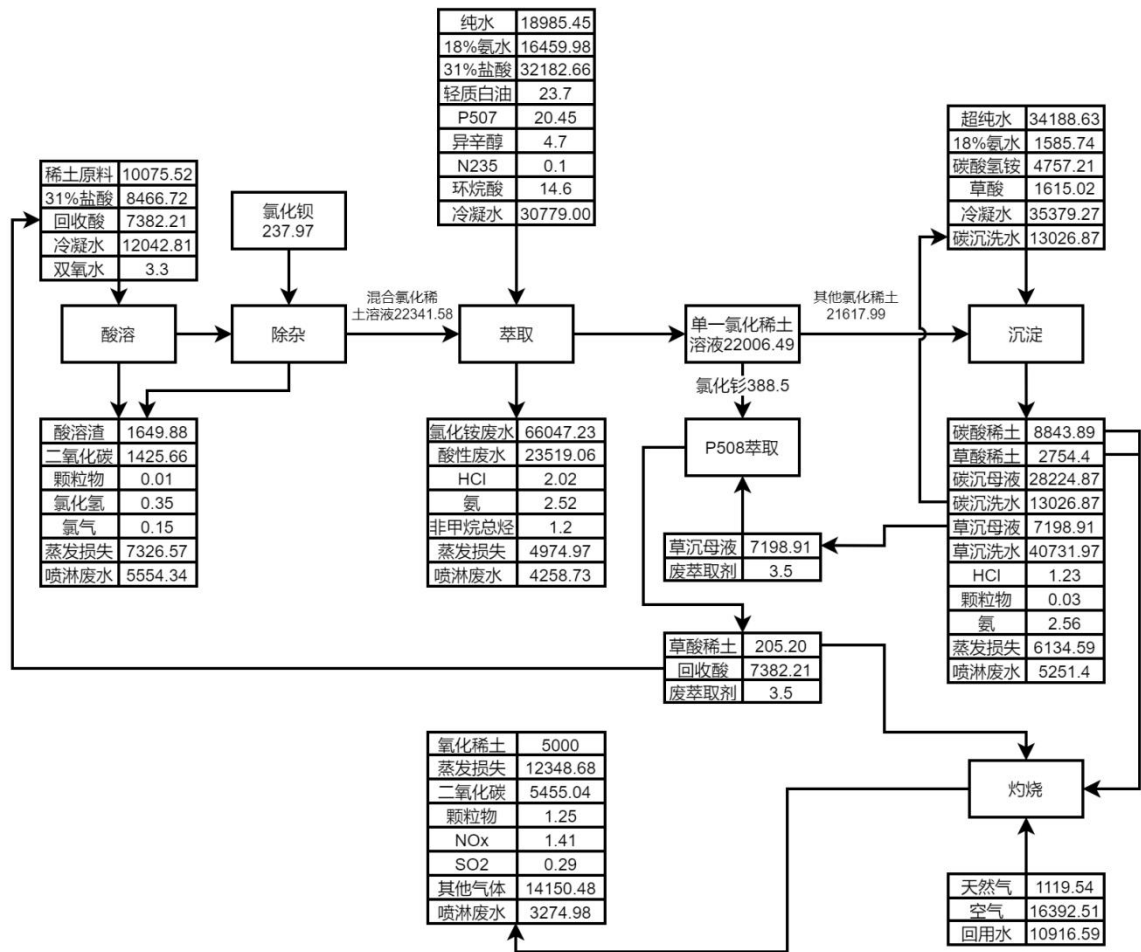 纯水 18985.45
18%氨水 16459.98
31%盐酸 32182.66
轻质白油 23.7
P507 20.45
异辛醇 4.7
N235 0.1
环烷酸 14.6
冷凝水 30779.00
超纯水 34188.63
18%氨水 1585.74
碳酸氢铵 4757.21
草酸 1615.02
冷凝水 35379.27
碳沉洗水 13026.87
稀土原料 10075.52
31%盐酸 8466.72
回收酸 7382.21
冷凝水 12042.81
双氧水 3.3
氯化钡
237.97
酸溶
除杂
混合氯化稀
土溶液22341.58
萃取
单一氯化稀土
溶液22006.49
其他氯化稀土
21617.99
沉淀
氯化钐388.5
P508萃取
酸溶渣 1649.88
二氧化碳 1425.66
颗粒物 0.01
氯化氢 0.35
氯气 0.15
蒸发损失 7326.57
喷淋废水 5554.34
氯化铵废水 66047.23
酸性废水 23519.06
HCl 2.02
氨 2.52
非甲烷总烃 1.2
蒸发损失 4974.97
喷淋废水 4258.73
草沉母液 7198.91
废萃取剂 3.5
碳酸稀土 8843.89
草酸稀土 2754.4
碳沉母液 28224.87
碳沉洗水 13026.87
草沉母液 7198.91
草沉洗水 40731.97
HCl 1.23
颗粒物 0.03
氨 2.56
蒸发损失 6134.59
喷淋废水 5251.4
草酸稀土 205.20
回收酸 7382.21
废萃取剂 3.5
氧化稀土 5000
蒸发损失 12348.68
二氧化碳 5455.04
颗粒物 1.25
NOx 1.41
SO2 0.29
其他气体 14150.48
喷淋废水 3274.98
灼烧
天然气 1119.54
空气 16392.51
回用水 10916.59